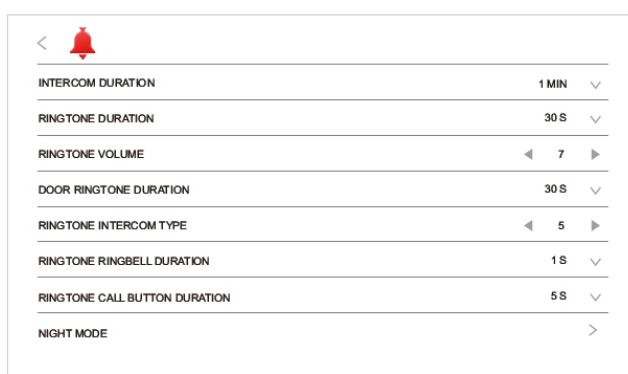 INTERCOM DURATION 1 MIN
RINGTONE DURATION 30 S
RINGTONE VOLUME 7
DOOR RINGTONE DURATION 30 S
RINGTONE INTERCOM TYPE 5
RINGTONE RINGBELL DURATION 1 S
RINGTONE CALL BUTTON DURATION 5 S
NIGHT MODE